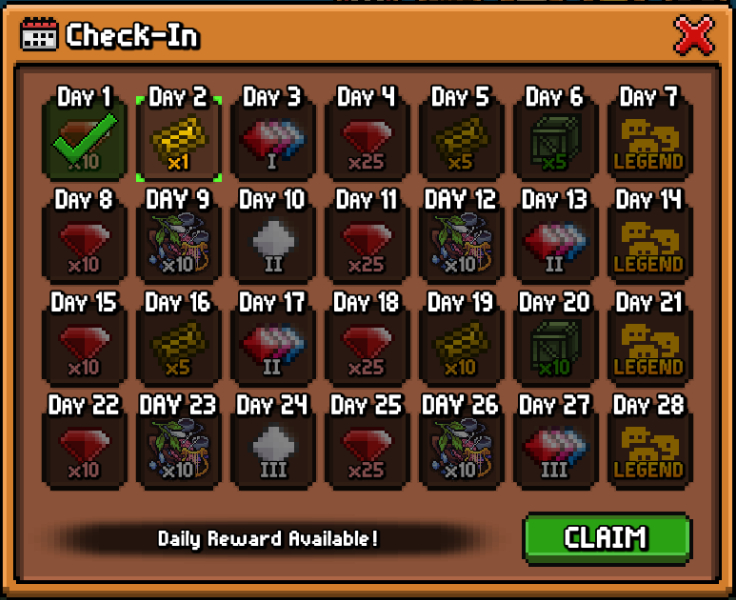 Check-In
Day 1 Day 2 Day 3 Day 4 Day 5 Day 6 Day 7
x10 x1 I x25 x5 x5 LEGEND
Day 8 DAY 9 Day 10 Day 11 DAY 12 Day 13 Day 14
x10 x10 II x25 x10 II LEGEND
Day 15 Day 16 Day 17 Day 18 Day 19 Day 20 Day 21
x10 x5 II x25 x10 x10 LEGEND
Day 22 DAY 23 Day 24 Day 25 DAY 26 Day 27 Day 28
x10 x10 III x25 x10 III LEGEND
Daily Reward Available!
CLAIM